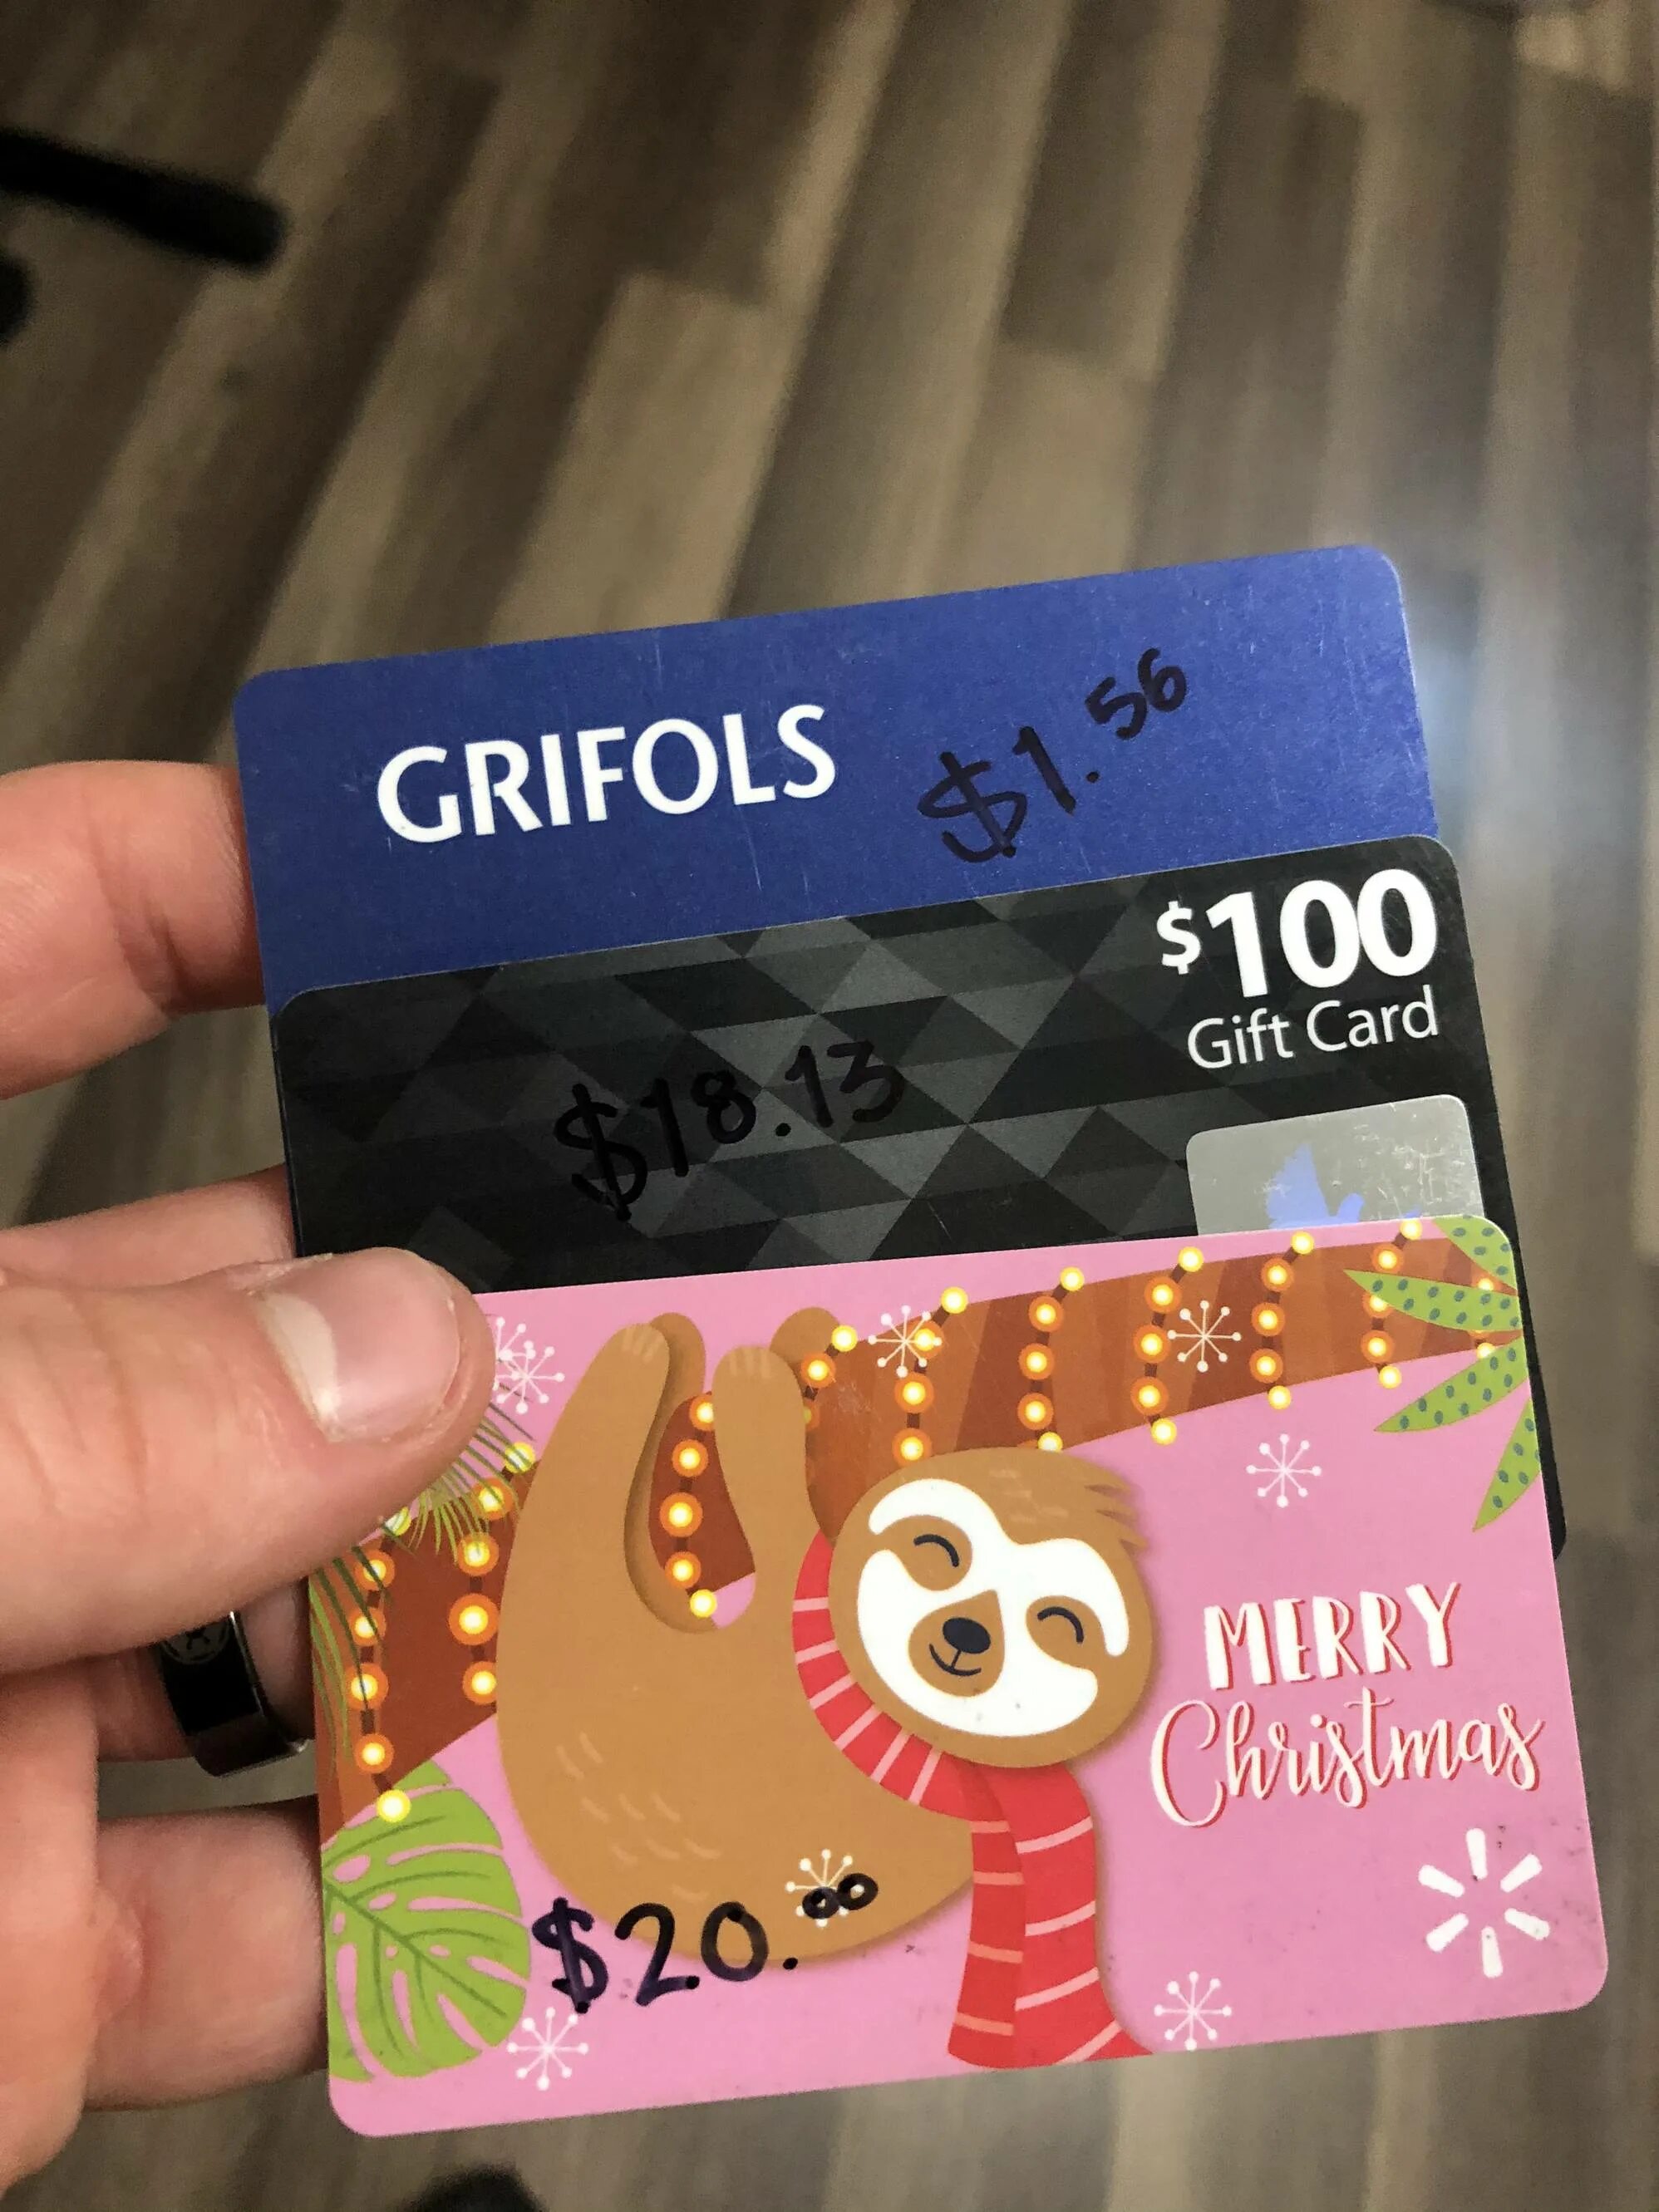 GRIFOLS
$1.56
$100
Gift Card
$18.13
MERRY
Christmas
$20.00